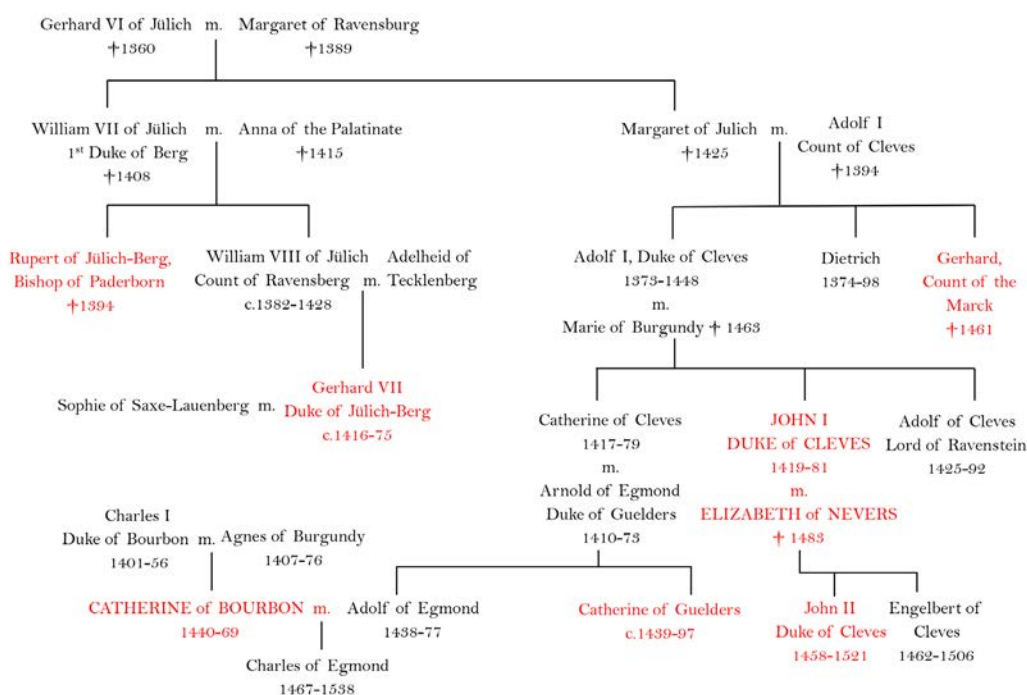 Gerhard VI of Jülich m. Margaret of Ravensburg
✝1360 ✝1389
William VII of Jülich m. Anna of the Palatinate
1st Duke of Berg ✝1415
✝1408
Margaret of Julich m. Adolf I
✝1425 Count of Cleves
✝1394
Rupert of Jülich-Berg,
Bishop of Paderborn
✝1394
William VIII of Jülich Adelheid of
Count of Ravensberg m. Tecklenberg
c.1382-1428
Adolf I, Duke of Cleves
1373-1448
m.
Marie of Burgundy ✝ 1463
Dietrich
1374-98
Gerhard,
Count of the
Marck
✝1461
Sophie of Saxe-Lauenberg m.
Gerhard VII
Duke of Jülich-Berg
c.1416-75
Catherine of Cleves
1417-79
m.
Arnold of Egmond
Duke of Guelders
1410-73
JOHN I
DUKE of CLEVES
1419-81
m.
ELIZABETH of NEVERS
✝ 1483
Adolf of Cleves
Lord of Ravenstein
1425-92
Charles I
Duke of Bourbon m. Agnes of Burgundy
1401-56 1407-76
CATHERINE of BOURBON m. Adolf of Egmond
1440-69 1438-77
Catherine of Guelders
c.1439-97
John II
Duke of Cleves
1458-1521
Engelbert of
Cleves
1462-1506
Charles of Egmond
1467-1538